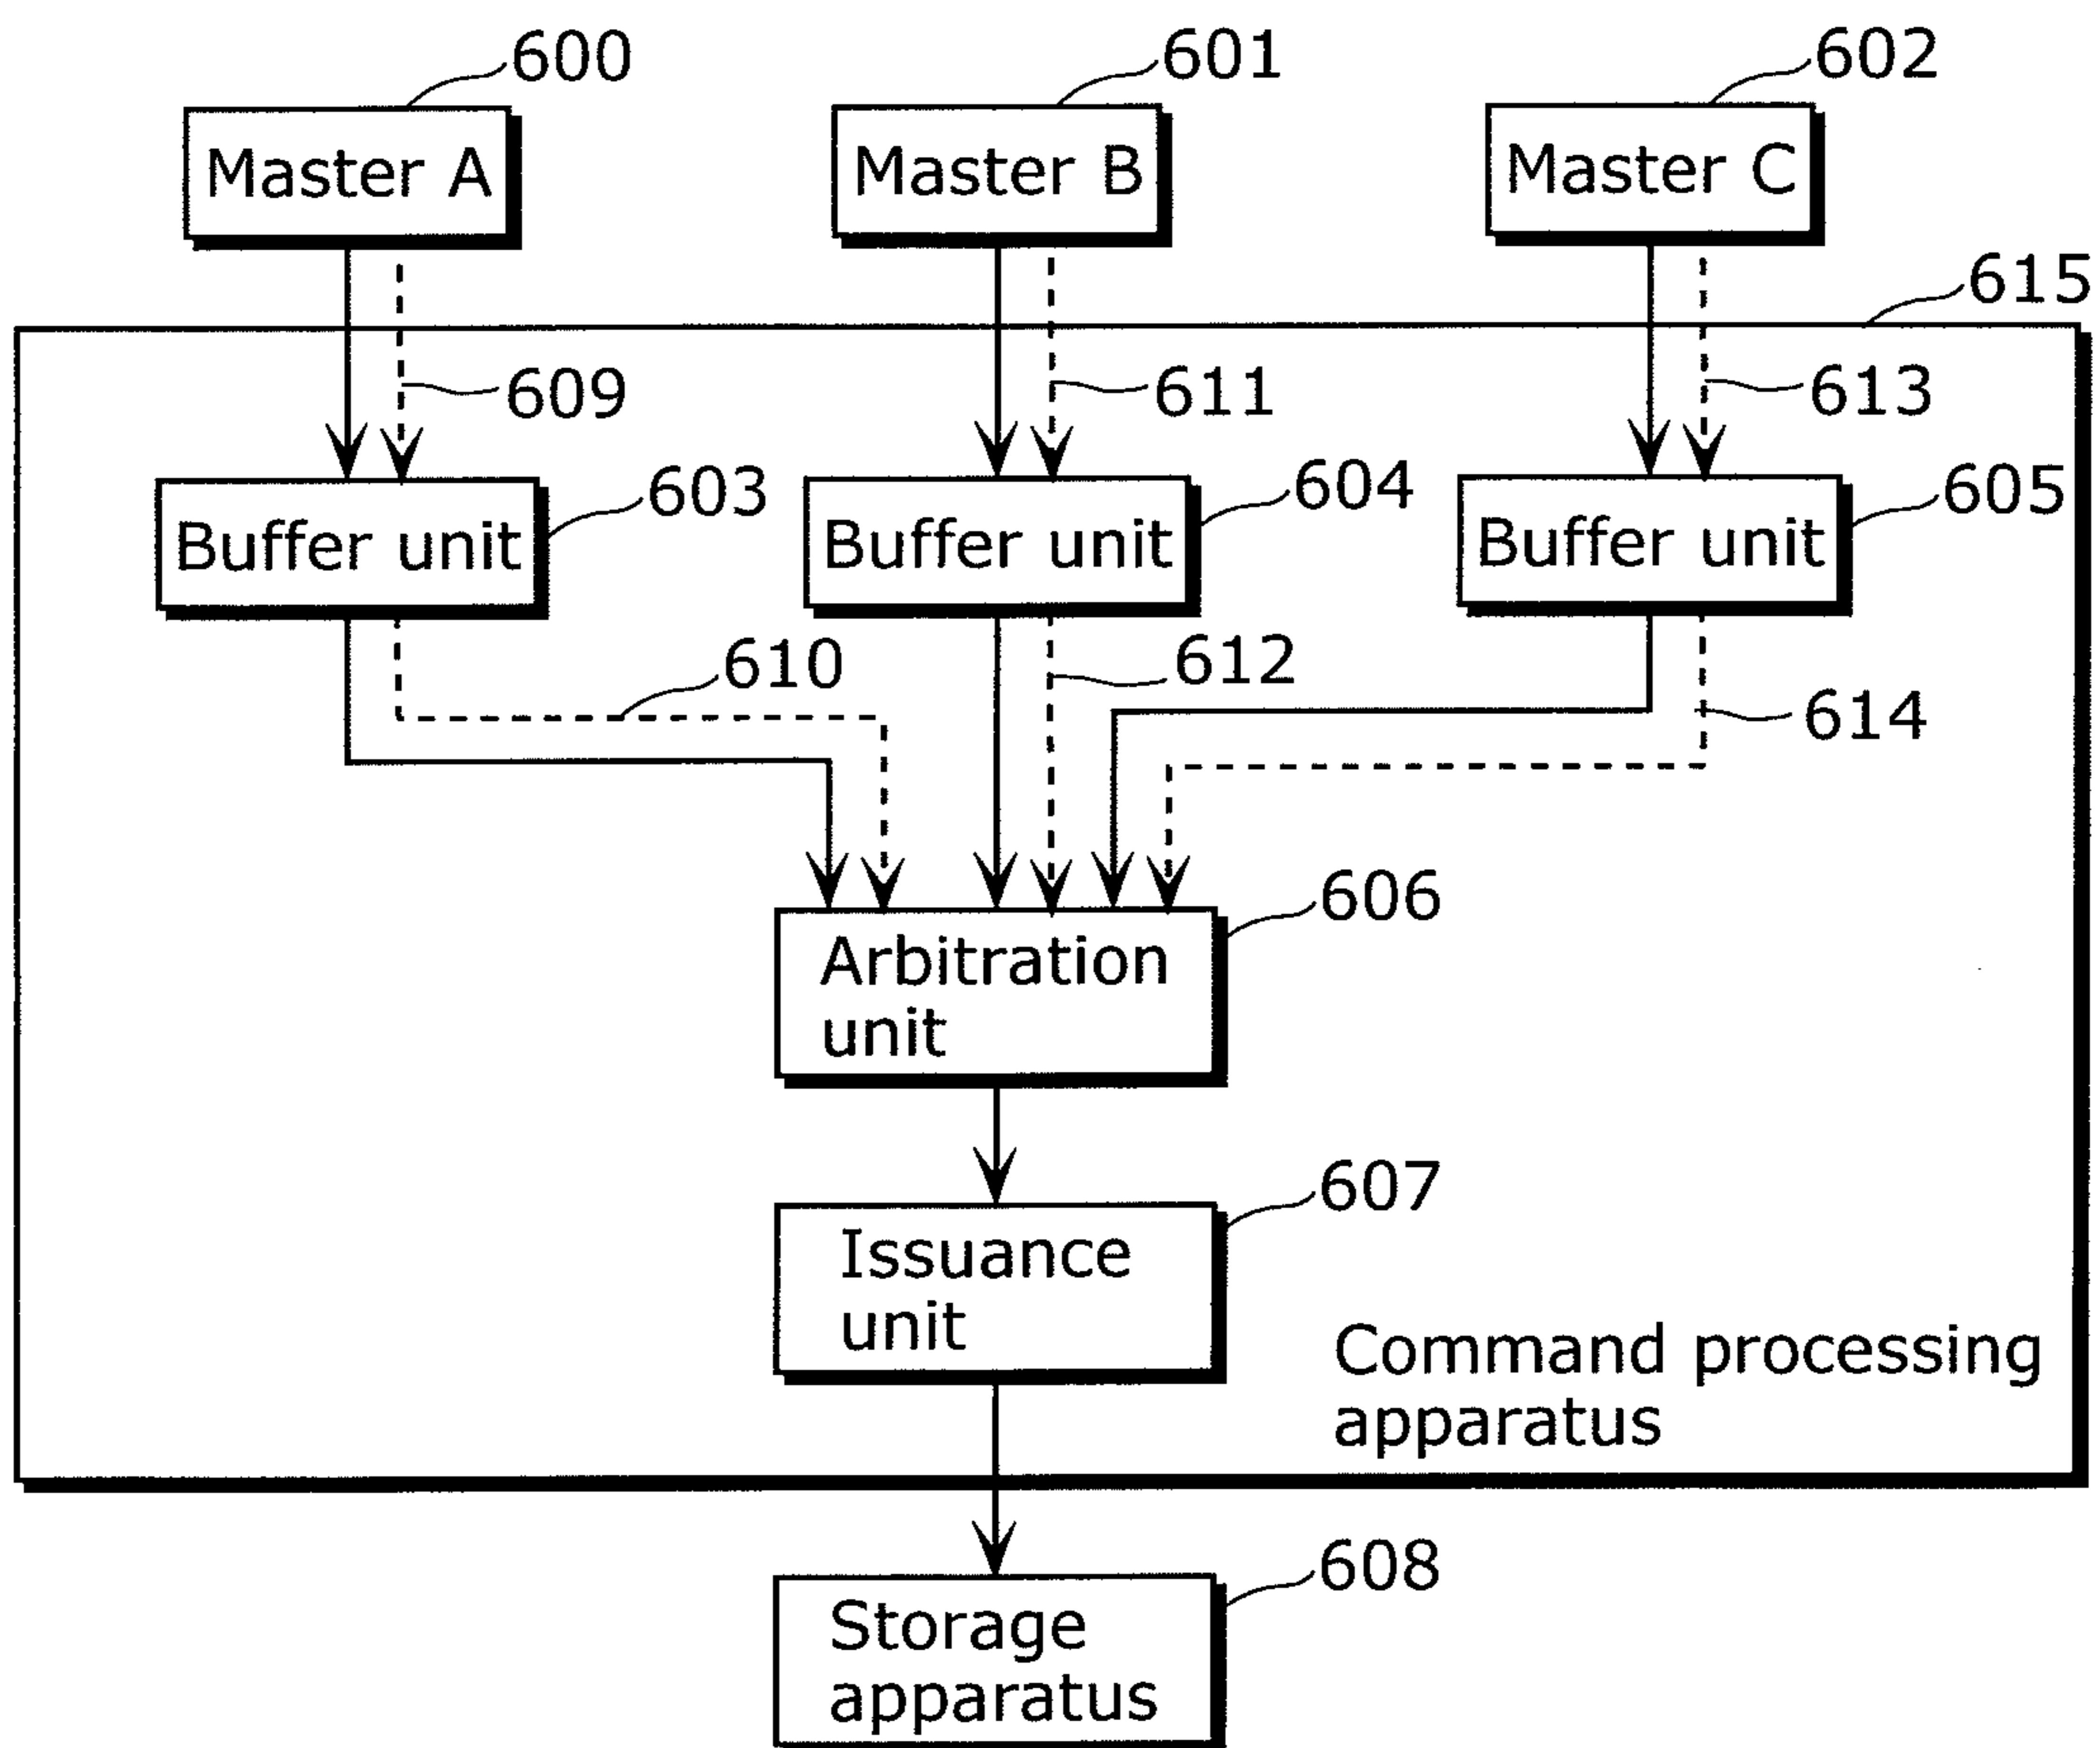 600
601
602
Master A
Master B
Master C
615
609
611
613
603
604
605
Buffer unit
Buffer unit
Buffer unit
610
612
614
606
Arbitration
unit
607
Issuance
unit
Command processing
apparatus
608
Storage
apparatus